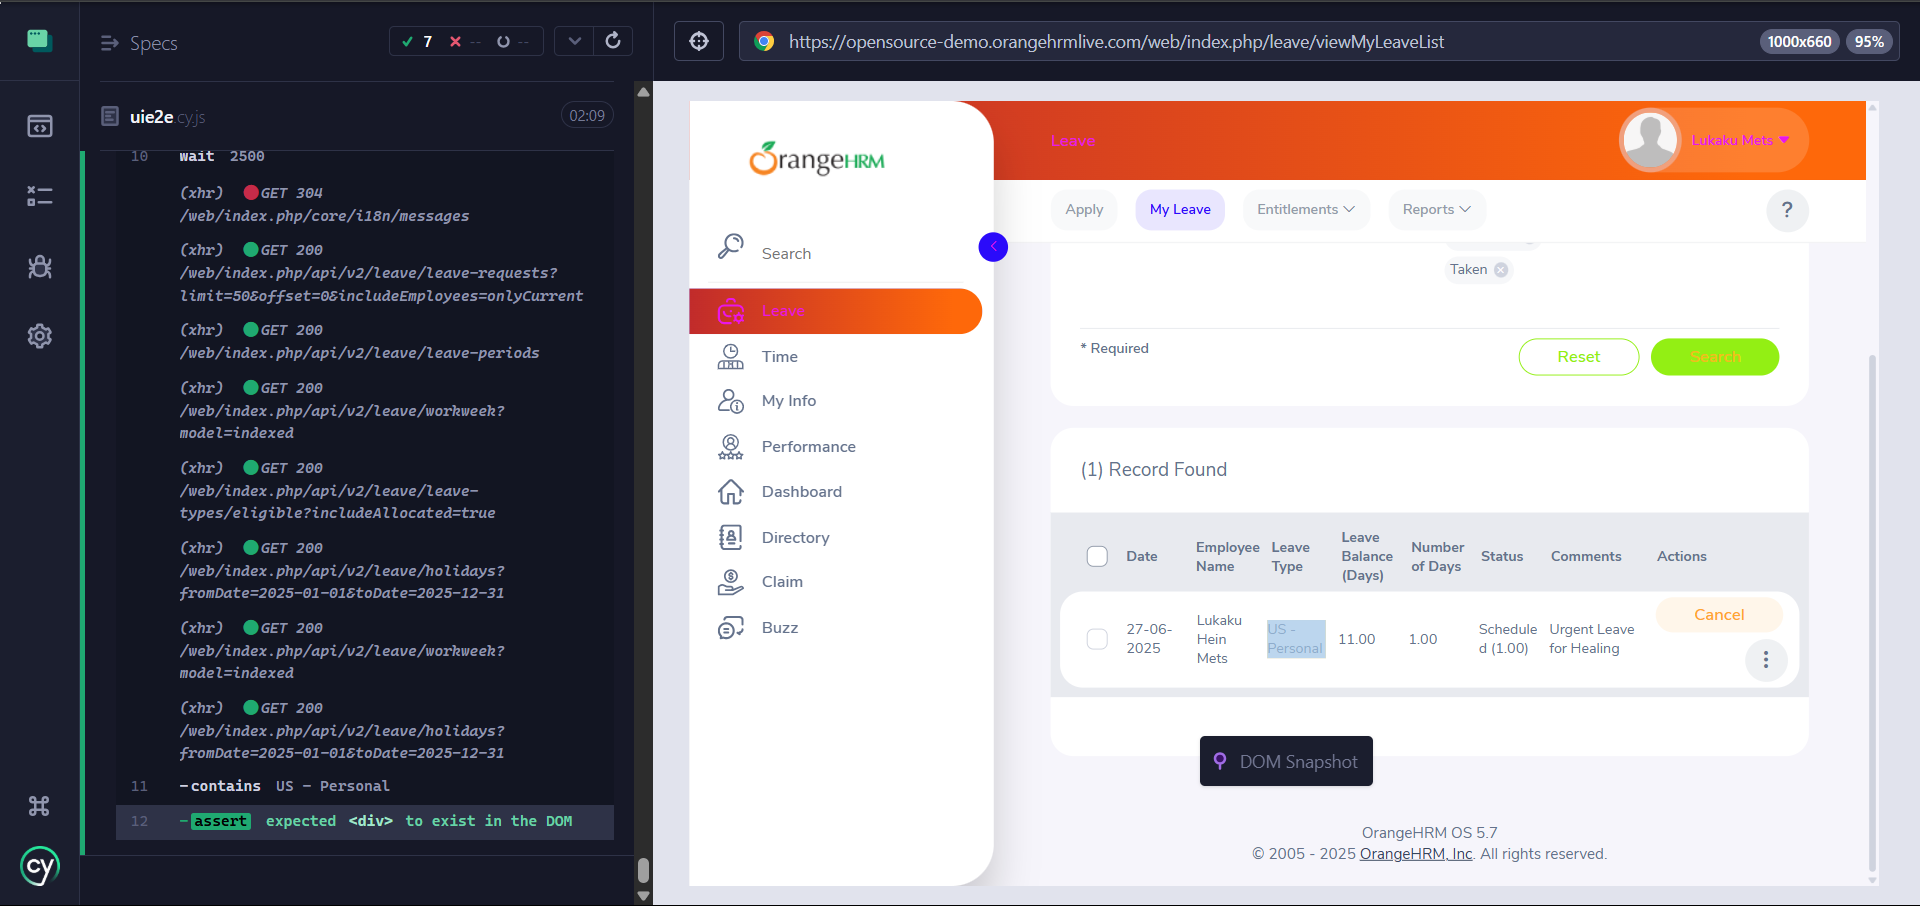 Specs
7
--
--
uie2e.cy.js
02:09
10 wait 2500
(xhr) GET 304
/web/index.php/core/i18n/messages
(xhr) GET 200
/web/index.php/api/v2/leave/leave-requests?
limit=50&offset=0&includeEmployees=onlyCurrent
(xhr) GET 200
/web/index.php/api/v2/leave/leave-periods
(xhr) GET 200
/web/index.php/api/v2/leave/workweek?
model=indexed
(xhr) GET 200
/web/index.php/api/v2/leave/leave-
types/eligible?includeAllocated=true
(xhr) GET 200
/web/index.php/api/v2/leave/holidays?
fromDate=2025-01-01&toDate=2025-12-31
(xhr) GET 200
/web/index.php/api/v2/leave/workweek?
model=indexed
(xhr) GET 200
/web/index.php/api/v2/leave/holidays?
fromDate=2025-01-01&toDate=2025-12-31
11 -contains US - Personal
12 -assert expected <div> to exist in the DOM
cy
https://opensource-demo.orangehrmlive.com/web/index.php/leave/viewMyLeaveList
1000x660
95%
OrangeHRM
Search
Leave
Time
My Info
Performance
Dashboard
Directory
Claim
Buzz
Leave
Lukaku Mets
Apply
My Leave
Entitlements
Reports
?
Taken
* Required
Reset
Search
(1) Record Found
Date
Employee
Name
Leave
Type
Leave
Balance
(Days)
Number
of Days
Status
Comments
Actions
27-06-
2025
Lukaku
Hein
Mets
US -
Personal
11.00
1.00
Schedule
d (1.00)
Urgent Leave
for Healing
Cancel
DOM Snapshot
OrangeHRM OS 5.7
© 2005 - 2025 OrangeHRM, Inc. All rights reserved.